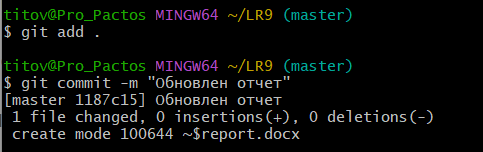 titov@Pro_Pactos MINGW64 ~/LR9 (master)
$ git add .
titov@Pro_Pactos MINGW64 ~/LR9 (master)
$ git commit -m "Обновлен отчет"
[master 1187c15] Обновлен отчет
 1 file changed, 0 insertions(+), 0 deletions(-)
 create mode 100644 ~$report.docx